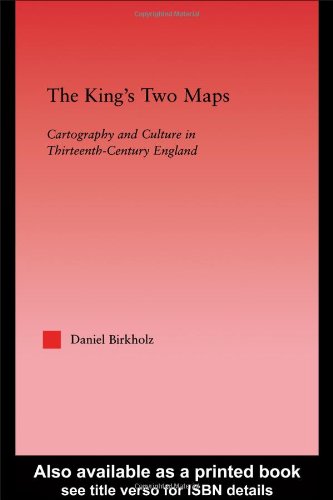 The King's Two Maps
Cartography and Culture in
Thirteenth-Century England
Daniel Birkholz
Also available as a printed book
see title verso for ISBN details